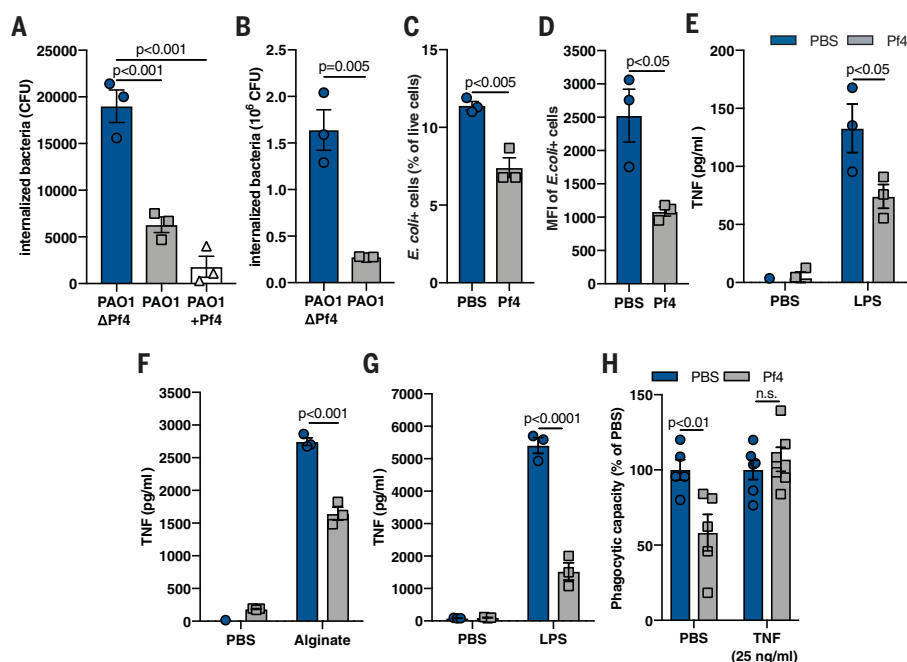 A
internalized bacteria (CFU)
25000
20000
15000
10000
5000
0
p<0.001
p<0.001
PAO1 PAO1 PAO1
ΔPf4 +Pf4
B
internalized bacteria (10⁶ CFU)
2.5
2.0
1.5
1.0
0.5
0.0
p=0.005
PAO1 PAO1
ΔPf4
C
E. coli+ cells (% of live cells)
15
10
5
0
p<0.005
PBS Pf4
D
MFI of E.coli+ cells
3500
3000
2500
2000
1500
1000
500
0
p<0.05
PBS Pf4
E
PBS Pf4
TNF (pg/ml)
200
150
100
50
0
p<0.05
PBS LPS
F
TNF (pg/ml)
3500
3000
2500
2000
1500
1000
500
0
p<0.001
PBS Alginate
G
TNF (pg/ml)
7000
6000
5000
4000
3000
2000
1000
0
p<0.0001
PBS LPS
H
PBS Pf4
Phagocytic capacity (% of PBS)
150
100
50
0
p<0.01
n.s.
PBS TNF
(25 ng/ml)